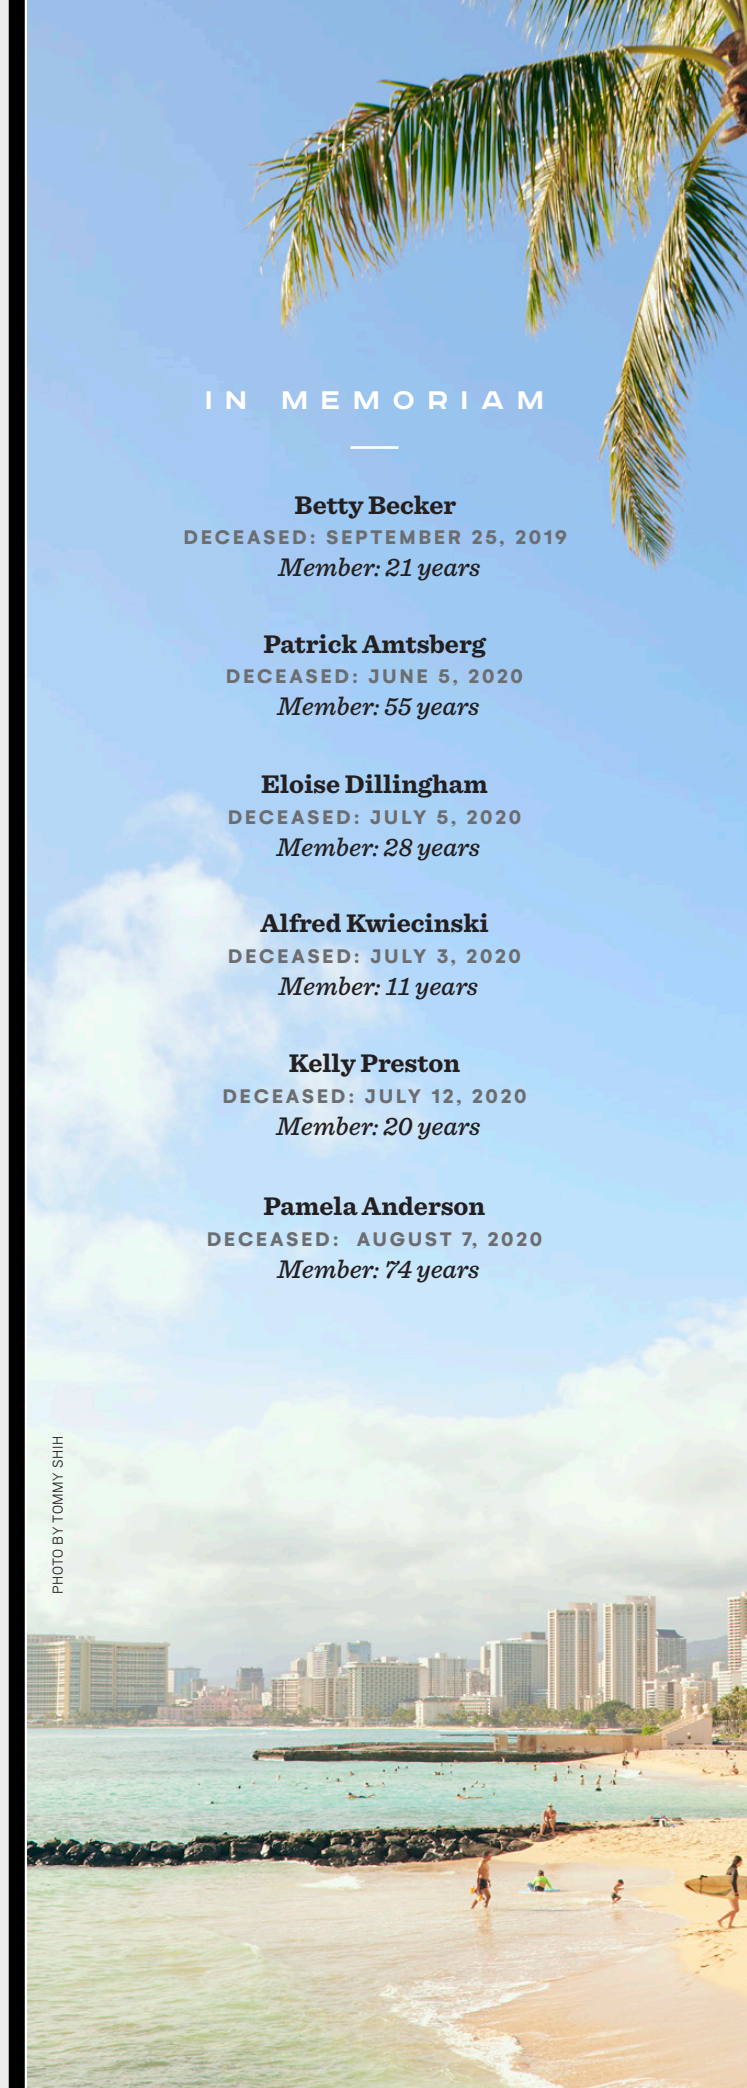 IN MEMORIAM
Betty Becker
DECEASED: SEPTEMBER 25, 2019
Member: 21 years
Patrick Amtsberg
DECEASED: JUNE 5, 2020
Member: 55 years
Eloise Dillingham
DECEASED: JULY 5, 2020
Member: 28 years
Alfred Kwiecinski
DECEASED: JULY 3, 2020
Member: 11 years
Kelly Preston
DECEASED: JULY 12, 2020
Member: 20 years
Pamela Anderson
DECEASED: AUGUST 7, 2020
Member: 74 years
PHOTO BY TOMMY SHIH